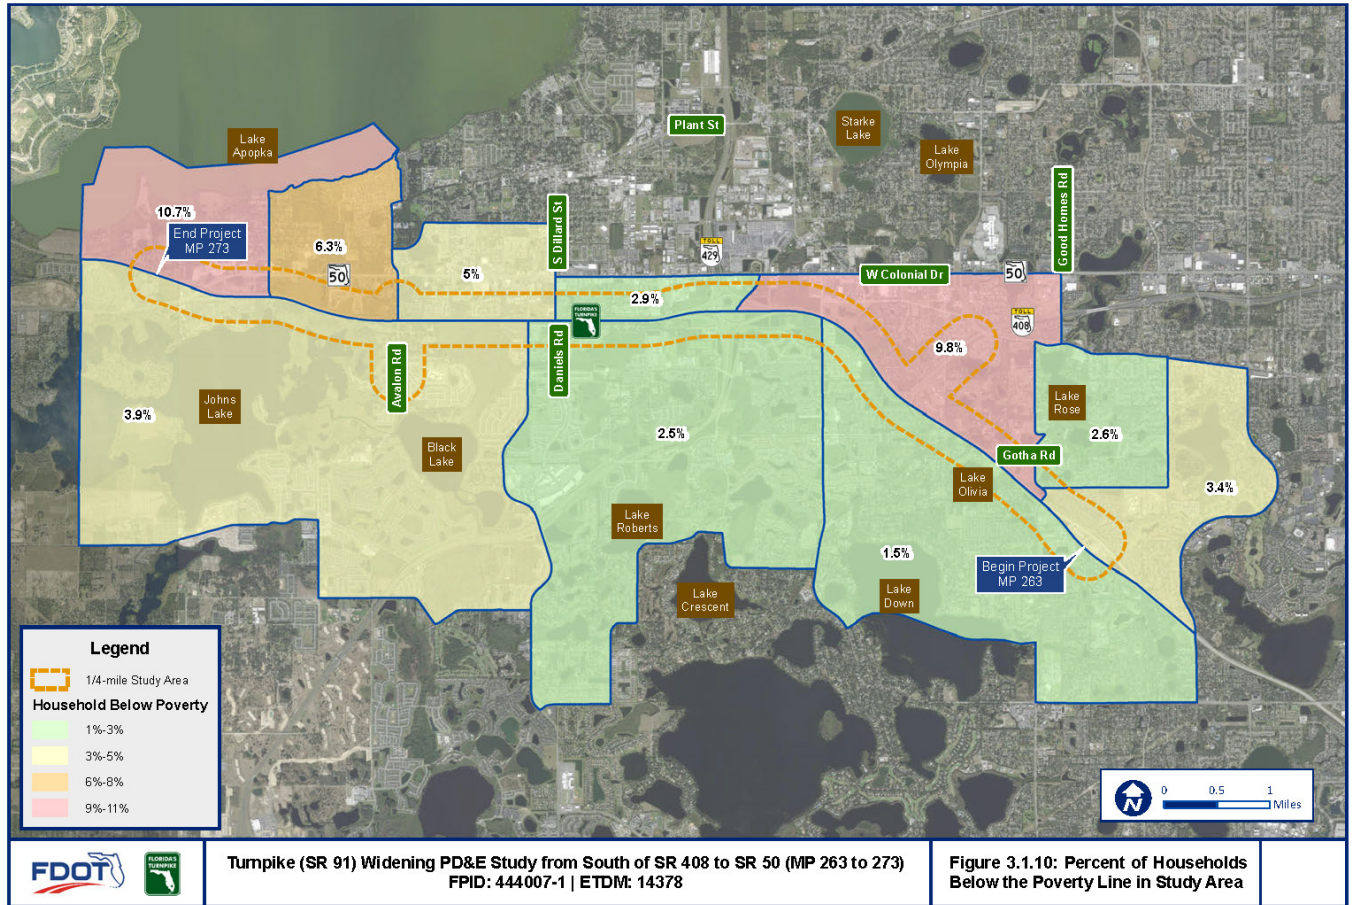 Lake
Apopka
Plant St
Starke
Lake
Lake
Olympia
Good Homes Rd
S Dillard St
10.7%
End Project
MP 273
6.3%
50
5%
TOLL
429
W Colonial Dr
50
2.9%
FLORIDA'S
TURNPIKE
TOLL
408
9.8%
Avalon Rd
Daniels Rd
Johns
Lake
3.9%
Black
Lake
2.5%
Lake
Rose
2.6%
Gotha Rd
Lake
Olivia
3.4%
Lake
Roberts
1.5%
Begin Project
MP 263
Lake
Crescent
Lake
Down
Legend
1/4-mile Study Area
Household Below Poverty
1%-3%
3%-5%
6%-8%
9%-11%
N
0 0.5 1
Miles
FDOT
FLORIDA'S
TURNPIKE
Turnpike (SR 91) Widening PD&E Study from South of SR 408 to SR 50 (MP 263 to 273)
FPID: 444007-1 | ETDM: 14378
Figure 3.1.10: Percent of Households
Below the Poverty Line in Study Area